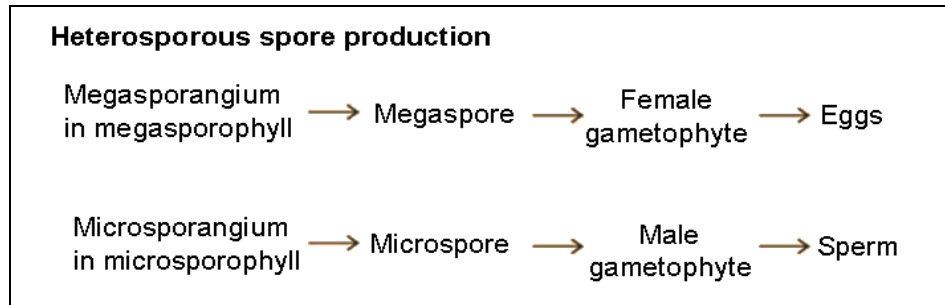 Heterosporous spore production
Megasporangium
in megasporophyll
Megaspore
Female
gametophyte
Eggs
Microsporangium
in microsporophyll
Microspore
Male
gametophyte
Sperm